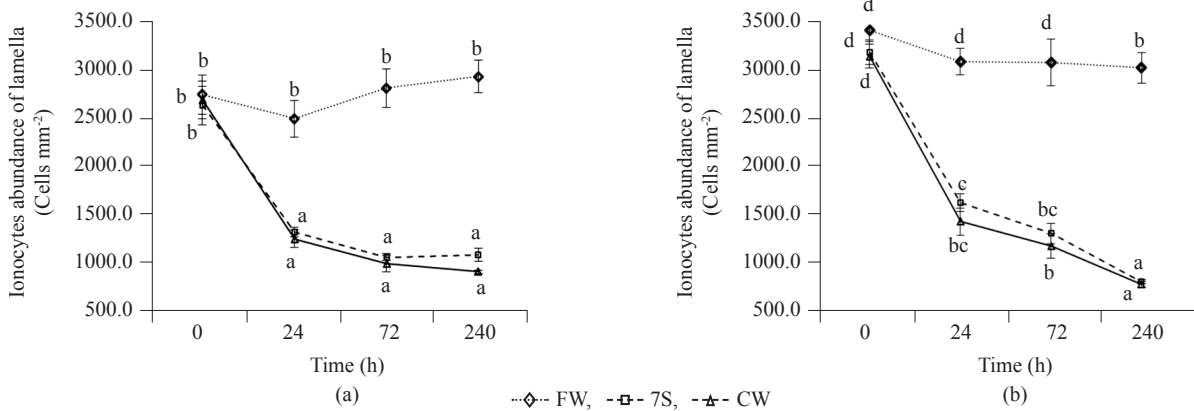 Ionocytes abundance of lamella
(Cells mm⁻²)
3500.0
3000.0
2500.0
2000.0
1500.0
1000.0
500.0
b
b
b
b
b
b
a
a
a
a
a
a
0 24 72 240
Time (h)
(a)
Ionocytes abundance of lamella
(Cells mm⁻²)
3500.0
3000.0
2500.0
2000.0
1500.0
1000.0
500.0
d
d
d
d
d
b
c
bc
bc
b
a
a
0 24 72 240
Time (h)
(b)
FW, 7S, CW